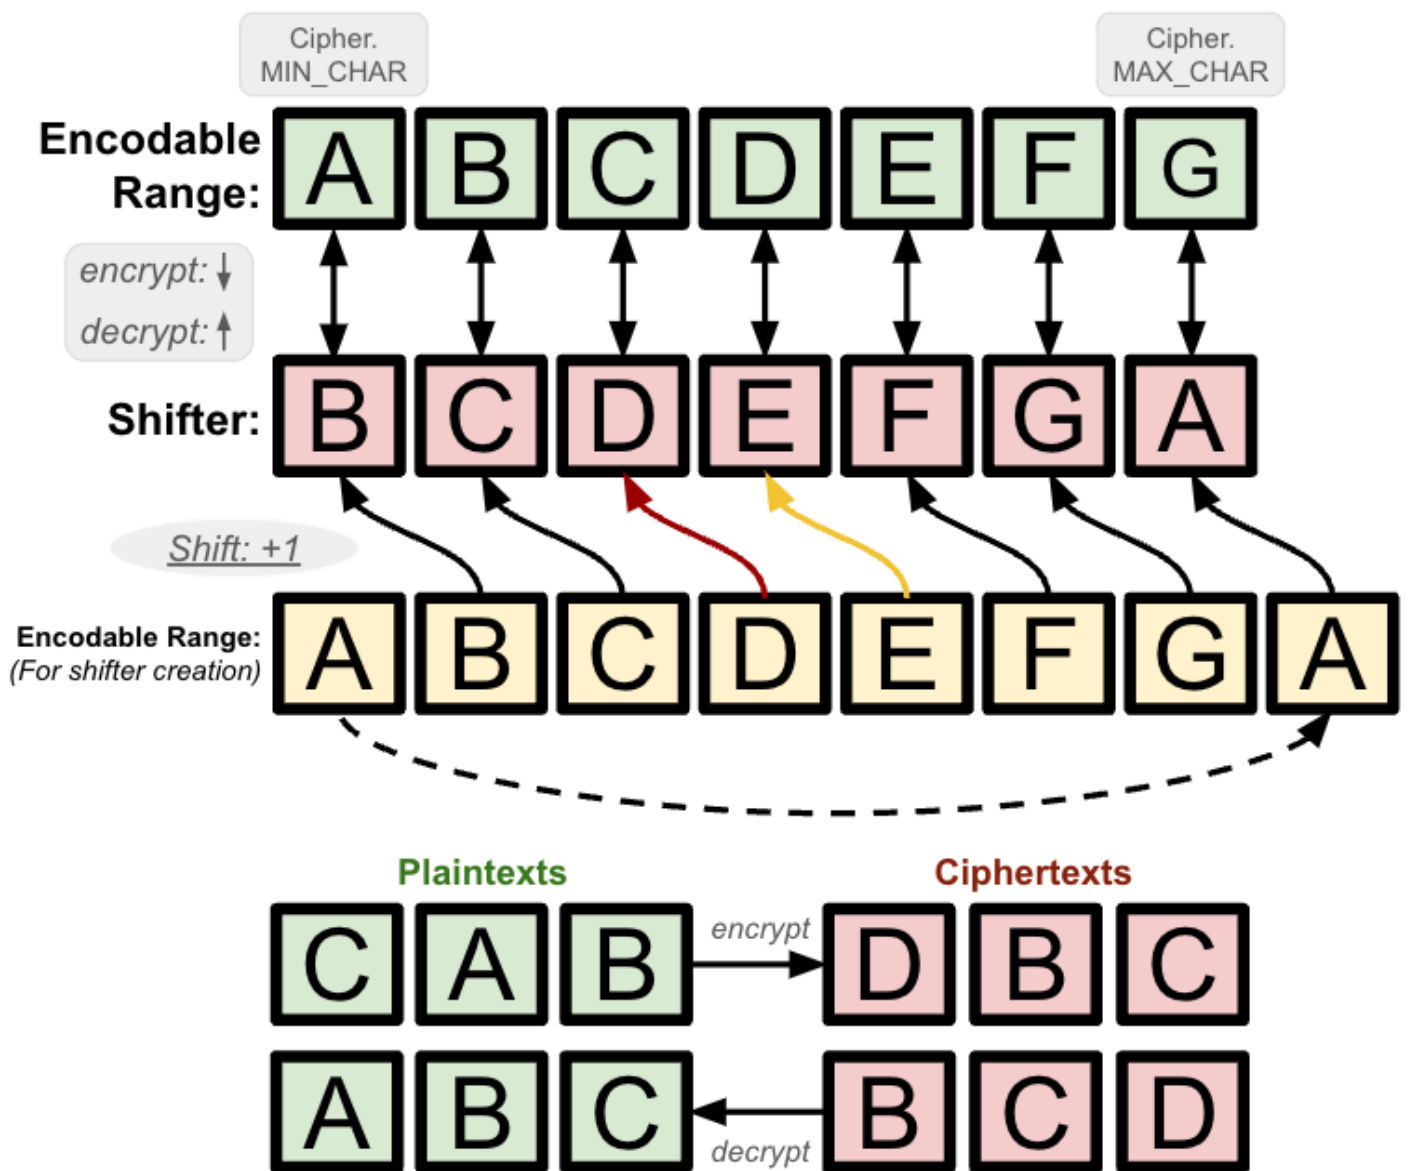 Cipher.
MIN_CHAR
Cipher.
MAX_CHAR
Encodable
Range:
A B C D E F G
encrypt:
decrypt:
Shifter:
B C D E F G A
Shift: +1
Encodable Range:
(For shifter creation)
A B C D E F G A
Plaintexts
Ciphertexts
C A B
encrypt
D B C
A B C
decrypt
B C D